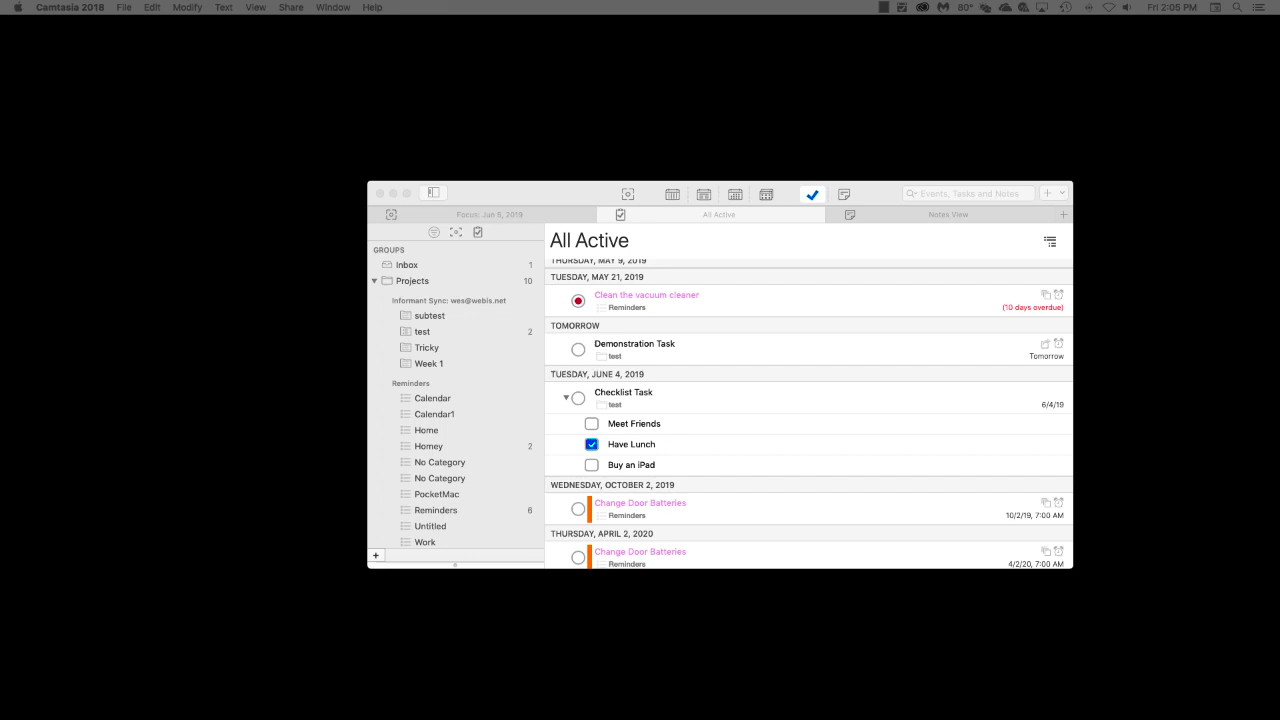 Camtasia 2018 File Edit Modify Text View Share Window Help 80° Fri 2:05 PM
Events, Tasks and Notes
Focus: Jun 5, 2019 All Active Notes View
GROUPS
Inbox 1
Projects 10
Informant Sync: wes@webis.net
subtest
test 2
Tricky
Week 1
Reminders
Calendar
Calendar1
Home
Homey 2
No Category
No Category
PocketMac
Reminders 6
Untitled
Work
All Active
THURSDAY, MAY 9, 2019
TUESDAY, MAY 21, 2019
Clean the vacuum cleaner
Reminders (10 days overdue)
TOMORROW
Demonstration Task
test Tomorrow
TUESDAY, JUNE 4, 2019
Checklist Task
test 6/4/19
Meet Friends
Have Lunch
Buy an iPad
WEDNESDAY, OCTOBER 2, 2019
Change Door Batteries
Reminders 10/2/19, 7:00 AM
THURSDAY, APRIL 2, 2020
Change Door Batteries
Reminders 4/2/20, 7:00 AM